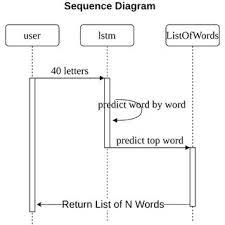 Sequence Diagram
user
lstm
ListOfWords
40 letters
predict word by word
predict top word
Return List of N Words